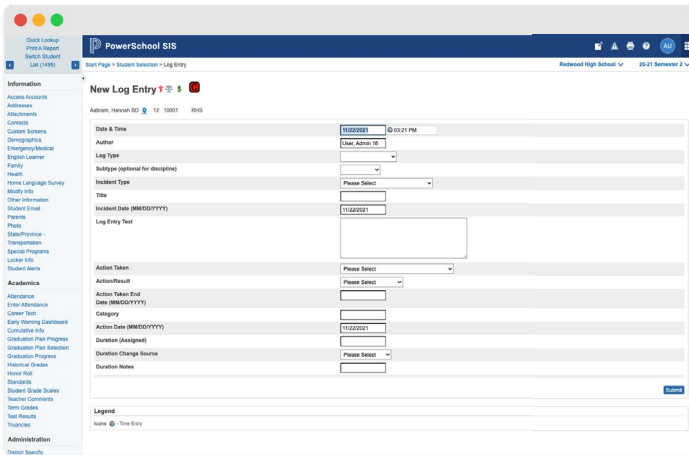 Quick Lookup
Print A Report
Switch Student
List (1495)
PowerSchool SIS
AU
Start Page > Student Selection > Log Entry
Redwood High School
20-21 Semester 2
Information
Access Accounts
Addresses
Attachments
Contacts
Custom Screens
Demographics
Emergency/Medical
English Learner
Family
Health
Home Language Survey
Modify Info
Other Information
Student Email
Parents
Photo
State/Province -
Transportation
Special Programs
Locker Info
Student Alerts
Academics
Attendance
Enter Attendance
Career Tech
Early Warning Dashboard
Cumulative Info
Graduation Plan Progress
Graduation Plan Selection
Graduation Progress
Historical Grades
Honor Roll
Standards
Student Grade Scales
Teacher Comments
Term Grades
Test Results
Truancies
Administration
District Specific
New Log Entry
Aabram, Hannah BD 12 10001 RHS
Date & Time 11/22/2021 03:21 PM
Author User, Admin 16
Log Type
Subtype (optional for discipline)
Incident Type Please Select
Title
Incident Date (MM/DD/YYYY) 11/22/2021
Log Entry Text
Action Taken Please Select
Action/Result Please Select
Action Taken End
Date (MM/DD/YYYY)
Category
Action Date (MM/DD/YYYY) 11/22/2021
Duration (Assigned)
Duration Change Source Please Select
Duration Notes
Submit
Legend
Icons - Time Entry